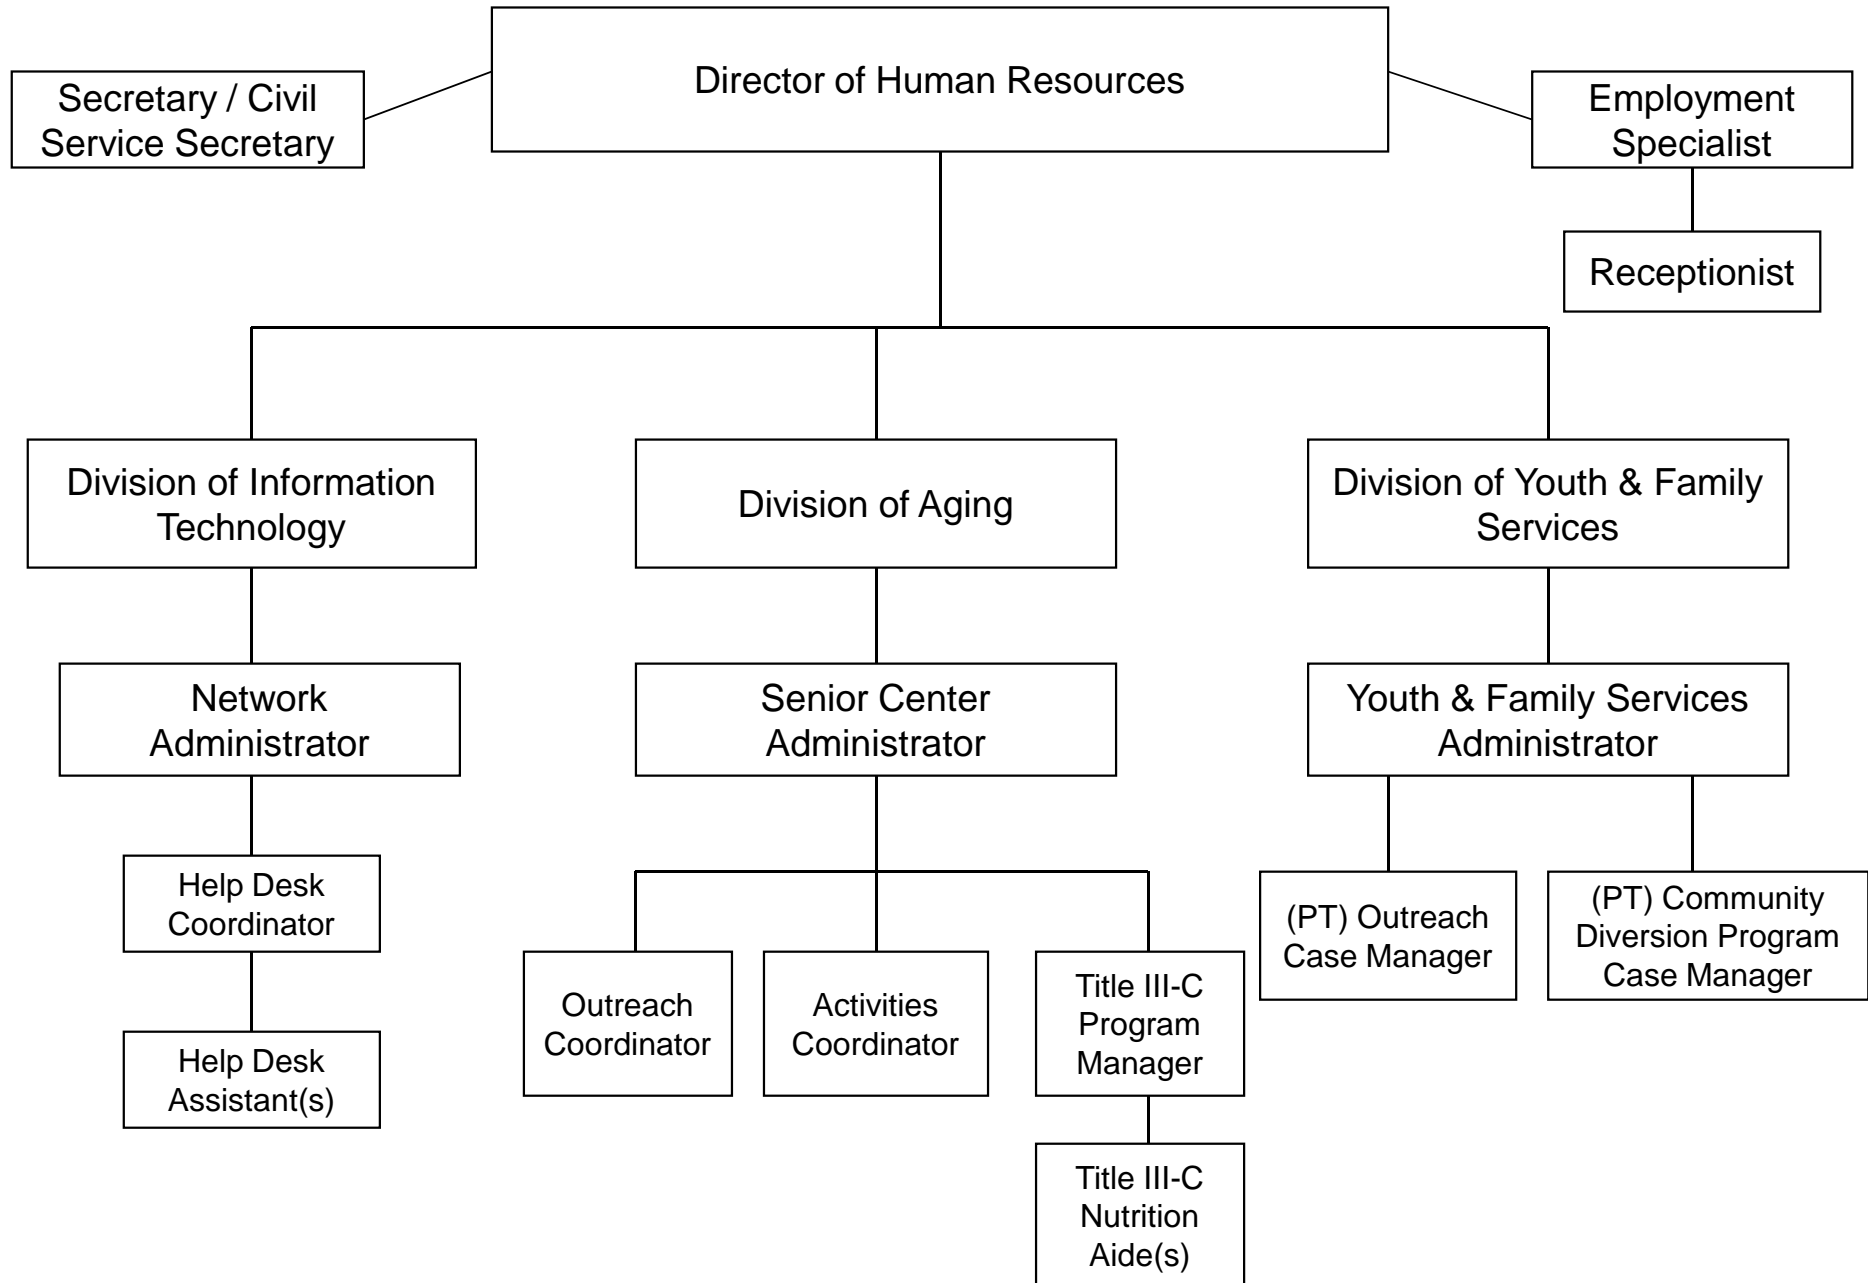 Director of Human Resources
Secretary / Civil
Service Secretary
Employment
Specialist
Receptionist
Division of Information
Technology
Division of Aging
Division of Youth & Family
Services
Network
Administrator
Senior Center
Administrator
Youth & Family Services
Administrator
Help Desk
Coordinator
Help Desk
Assistant(s)
Outreach
Coordinator
Activities
Coordinator
Title III-C
Program
Manager
Title III-C
Nutrition
Aide(s)
(PT) Outreach
Case Manager
(PT) Community
Diversion Program
Case Manager